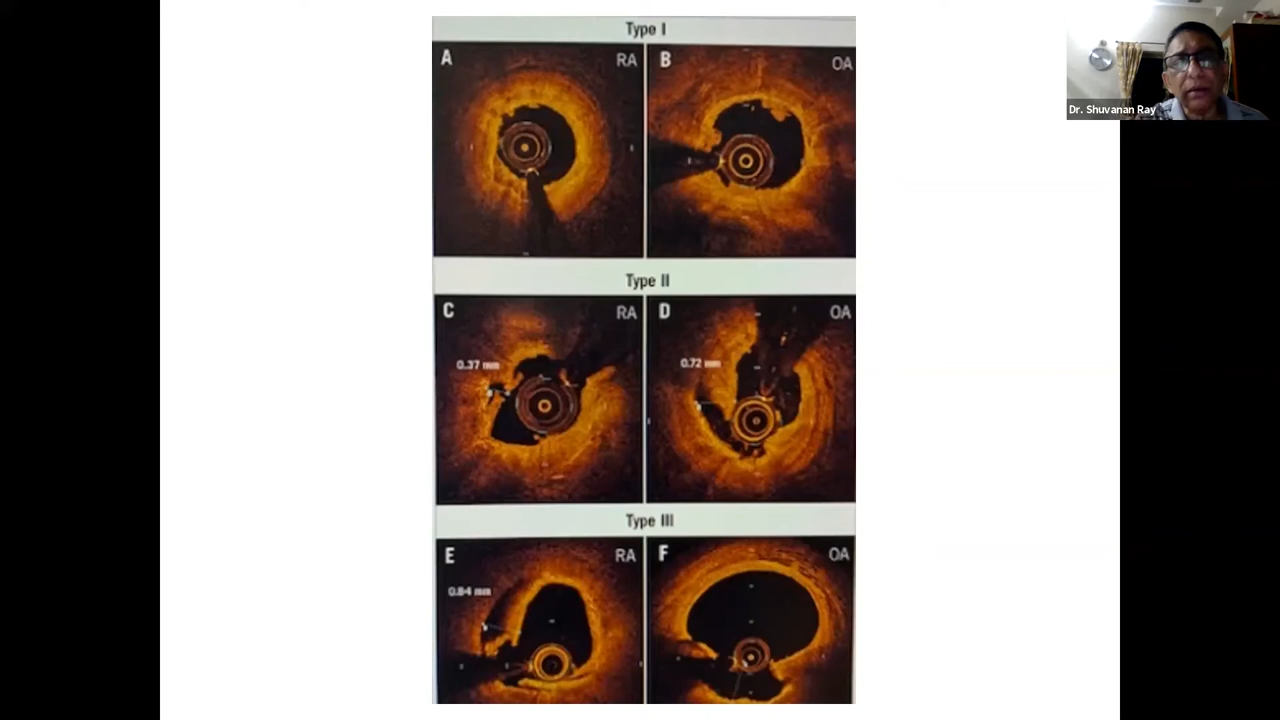 Type I
A
RA
B
OA
Dr. Shuvanan Ray
Type II
C
RA
D
OA
0.37 mm
0.72 mm
Type III
E
RA
F
OA
0.84 mm